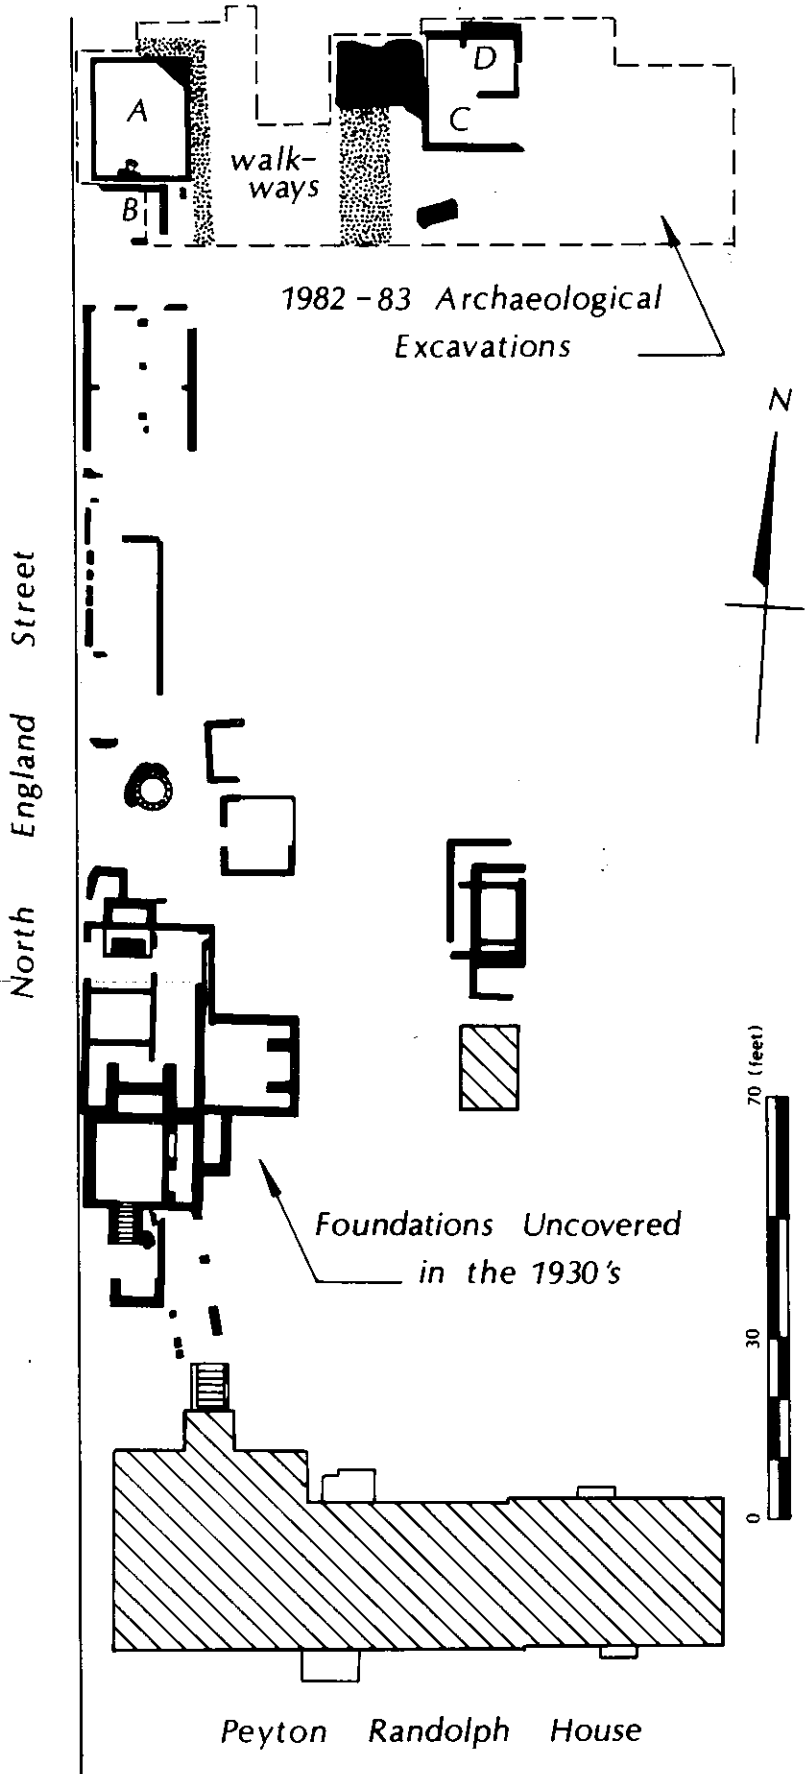 A
B
D
C
walk-
ways
1982-83 Archaeological
Excavations
N
North England Street
70 (feet)
30
0
Foundations Uncovered
in the 1930's
Peyton Randolph House